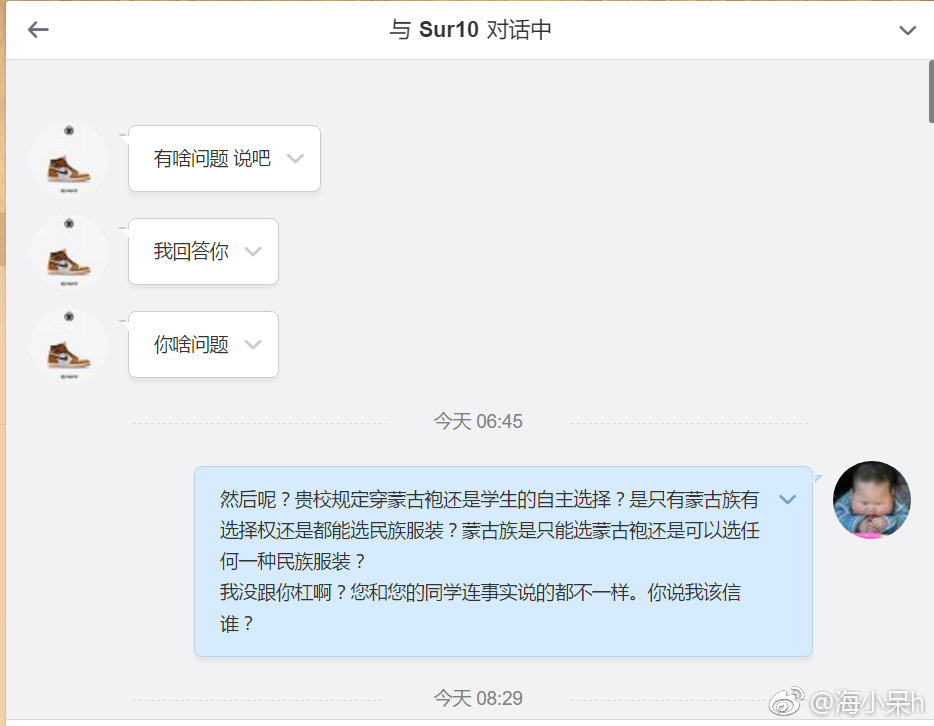 与 Sur10 对话中
有啥问题 说吧
我回答你
你啥问题
今天 06:45
然后呢？贵校规定穿蒙古袍还是学生的自主选择？是只有蒙古族有
选择权还是都能选民族服装？蒙古族是只能选蒙古袍还是可以选任
何一种民族服装？
我没跟你杠啊？您和您的同学连事实说的都不一样。你说我该信
谁？
今天 08:29
@海小呆h